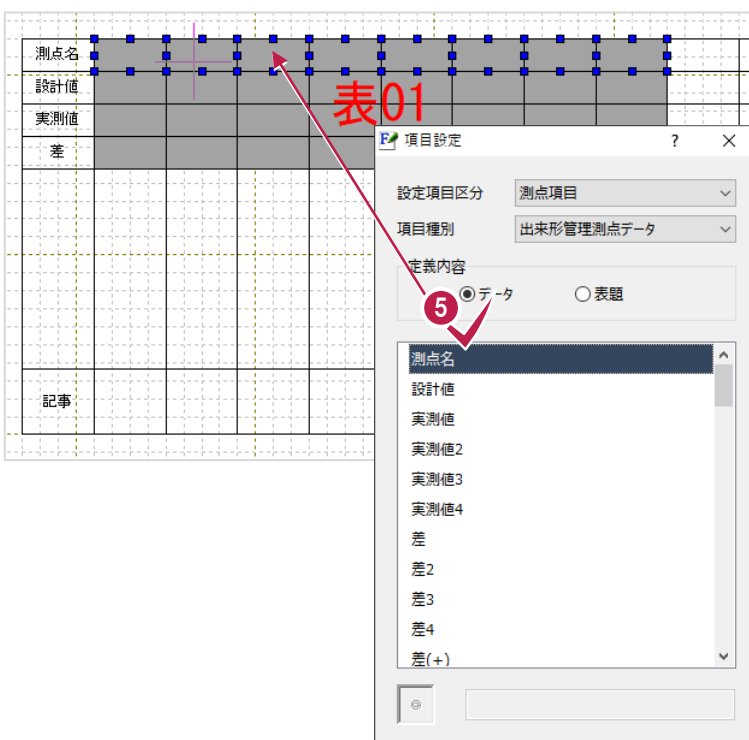 測点名
設計値
実測値
差
記事
表01
項目設定 ? ×
設定項目区分 測点項目
項目種別 出来形管理測点データ
定義内容
データ 表題
5
測点名
設計値
実測値
実測値2
実測値3
実測値4
差
差2
差3
差4
差(+)